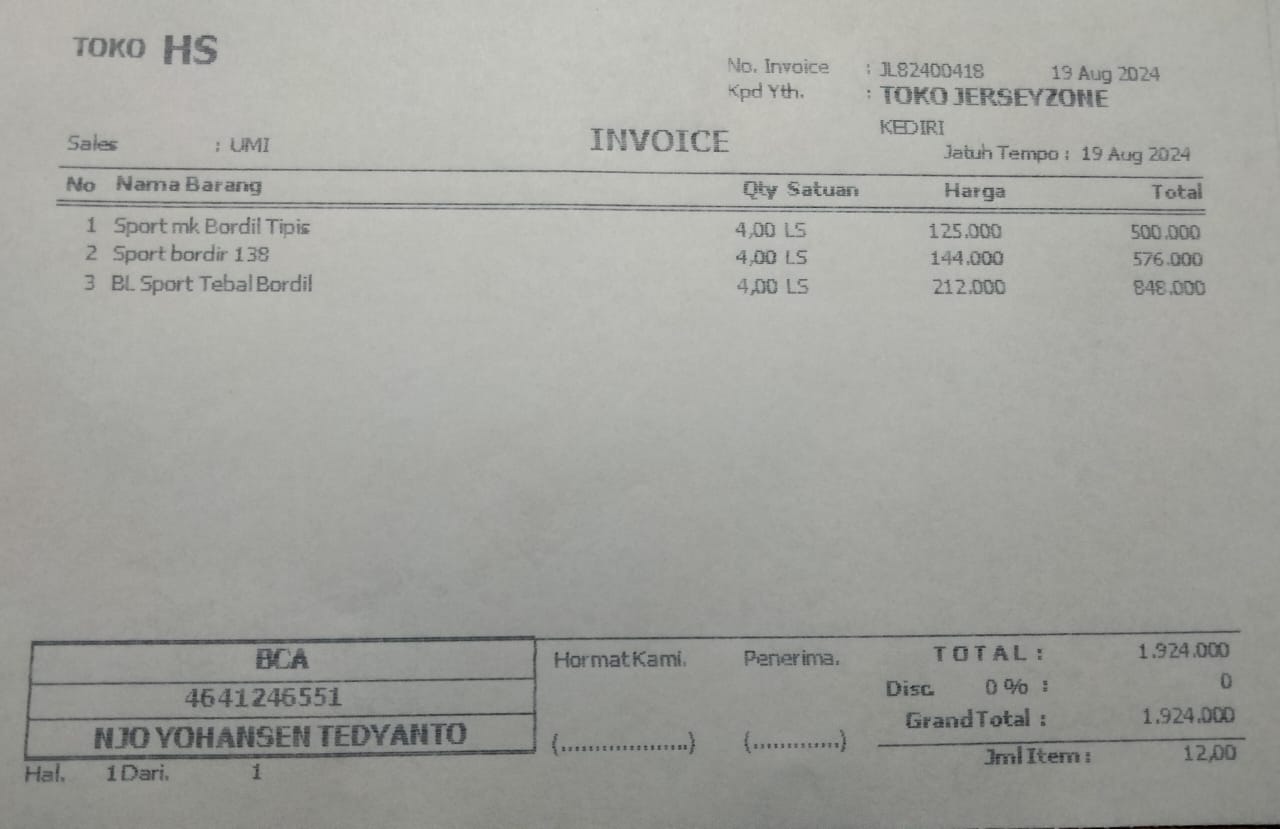 TOKO HS
No. Invoice : JL82400418 19 Aug 2024
Kpd Yth. : TOKO JERSEYZONE
KEDIRI
Sales : UMI
INVOICE
Jatuh Tempo : 19 Aug 2024
No Nama Barang Qty Satuan Harga Total
1 Sport mk Bordil Tipis 4,00 LS 125.000 500.000
2 Sport bordir 138 4,00 LS 144.000 576.000
3 BL Sport Tebal Bordil 4,00 LS 212.000 848.000
BCA
4641246551
NJO YOHANSEN TEDYANTO
Hal. 1 Dari. 1
Hormat Kami. Penerima.
(...................) (.............)
TOTAL : 1.924.000
Disc. 0 % : 0
Grand Total : 1.924.000
Jml Item : 12,00